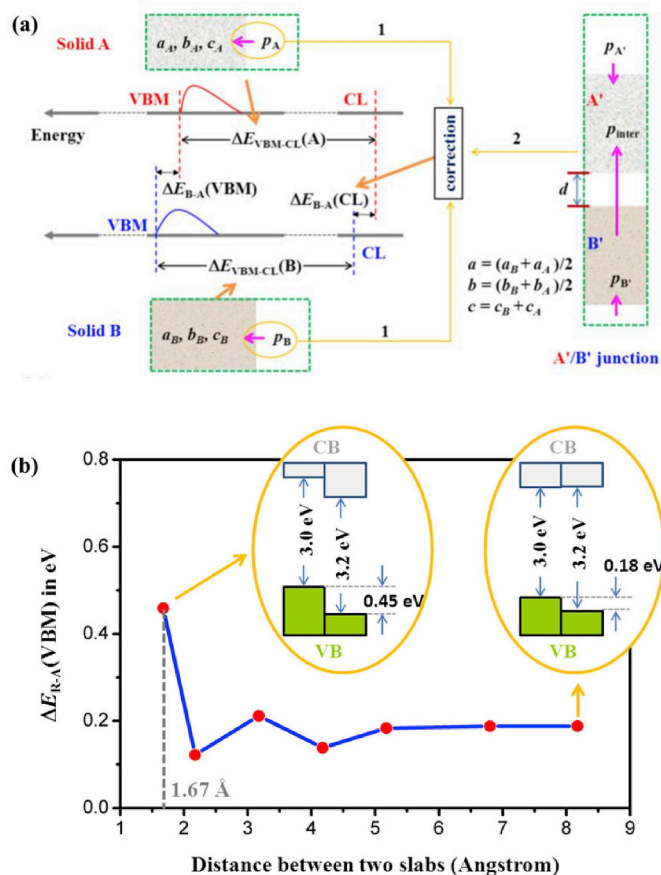 (a)
Solid A
a_A, b_A, c_A
p_A
1
VBM
CL
Energy
ΔE_VBM-CL(A)
ΔE_B-A(VBM)
ΔE_B-A(CL)
VBM
CL
ΔE_VBM-CL(B)
Solid B
a_B, b_B, c_B
p_B
1
correction
2
a = (a_B + a_A)/2
b = (b_B + b_A)/2
c = c_B + c_A
p_A'
A'
p_inter
d
B'
p_B'
A'/B' junction
(b)
ΔE_R-A(VBM) in eV
0.8
0.6
0.4
0.2
0.0
CB
3.0 eV
3.2 eV
0.45 eV
VB
CB
3.0 eV
3.2 eV
0.18 eV
VB
1.67 Å
1 2 3 4 5 6 7 8 9
Distance between two slabs (Angstrom)